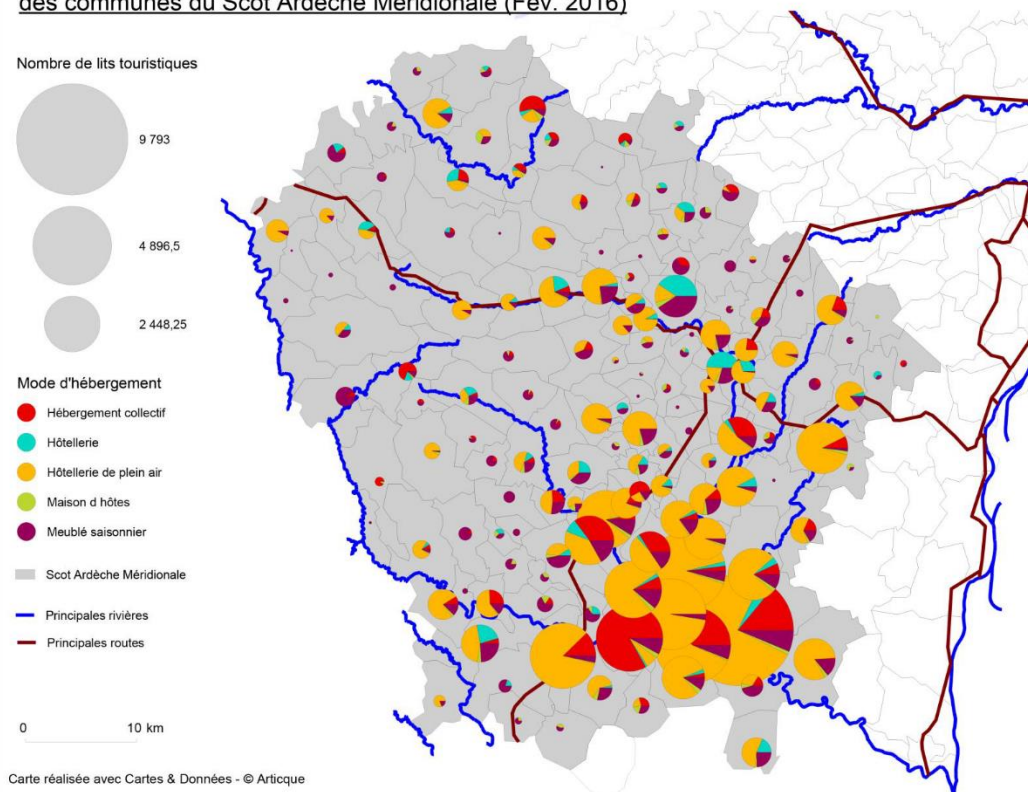 des communes du Scot Ardèche Méridionale (Fév. 2016)
Nombre de lits touristiques
9 793
4 896,5
2 448,25
Mode d'hébergement
Hébergement collectif
Hôtellerie
Hôtellerie de plein air
Maison d hôtes
Meublé saisonnier
Scot Ardèche Méridionale
Principales rivières
Principales routes
0 10 km
Carte réalisée avec Cartes & Données - © Articque